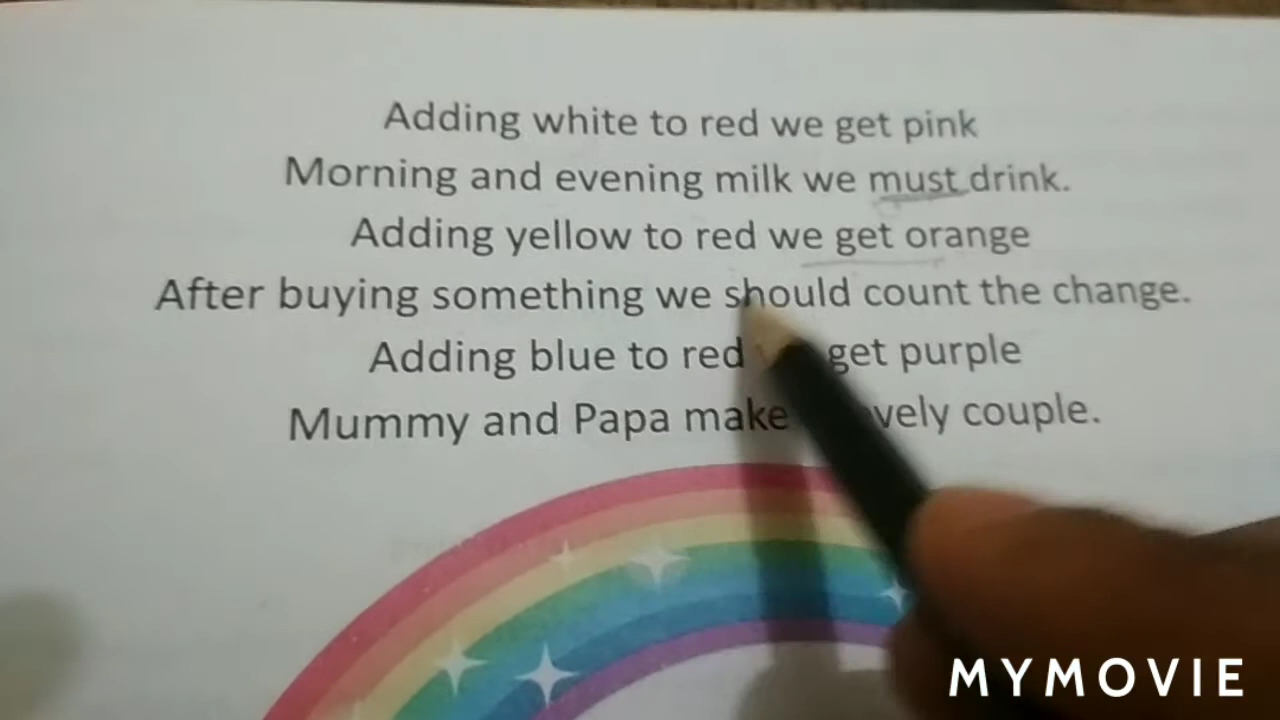 Adding white to red we get pink
Morning and evening milk we must drink.
Adding yellow to red we get orange
After buying something we should count the change.
Adding blue to red get purple
Mummy and Papa make couple.
MYMOVIE